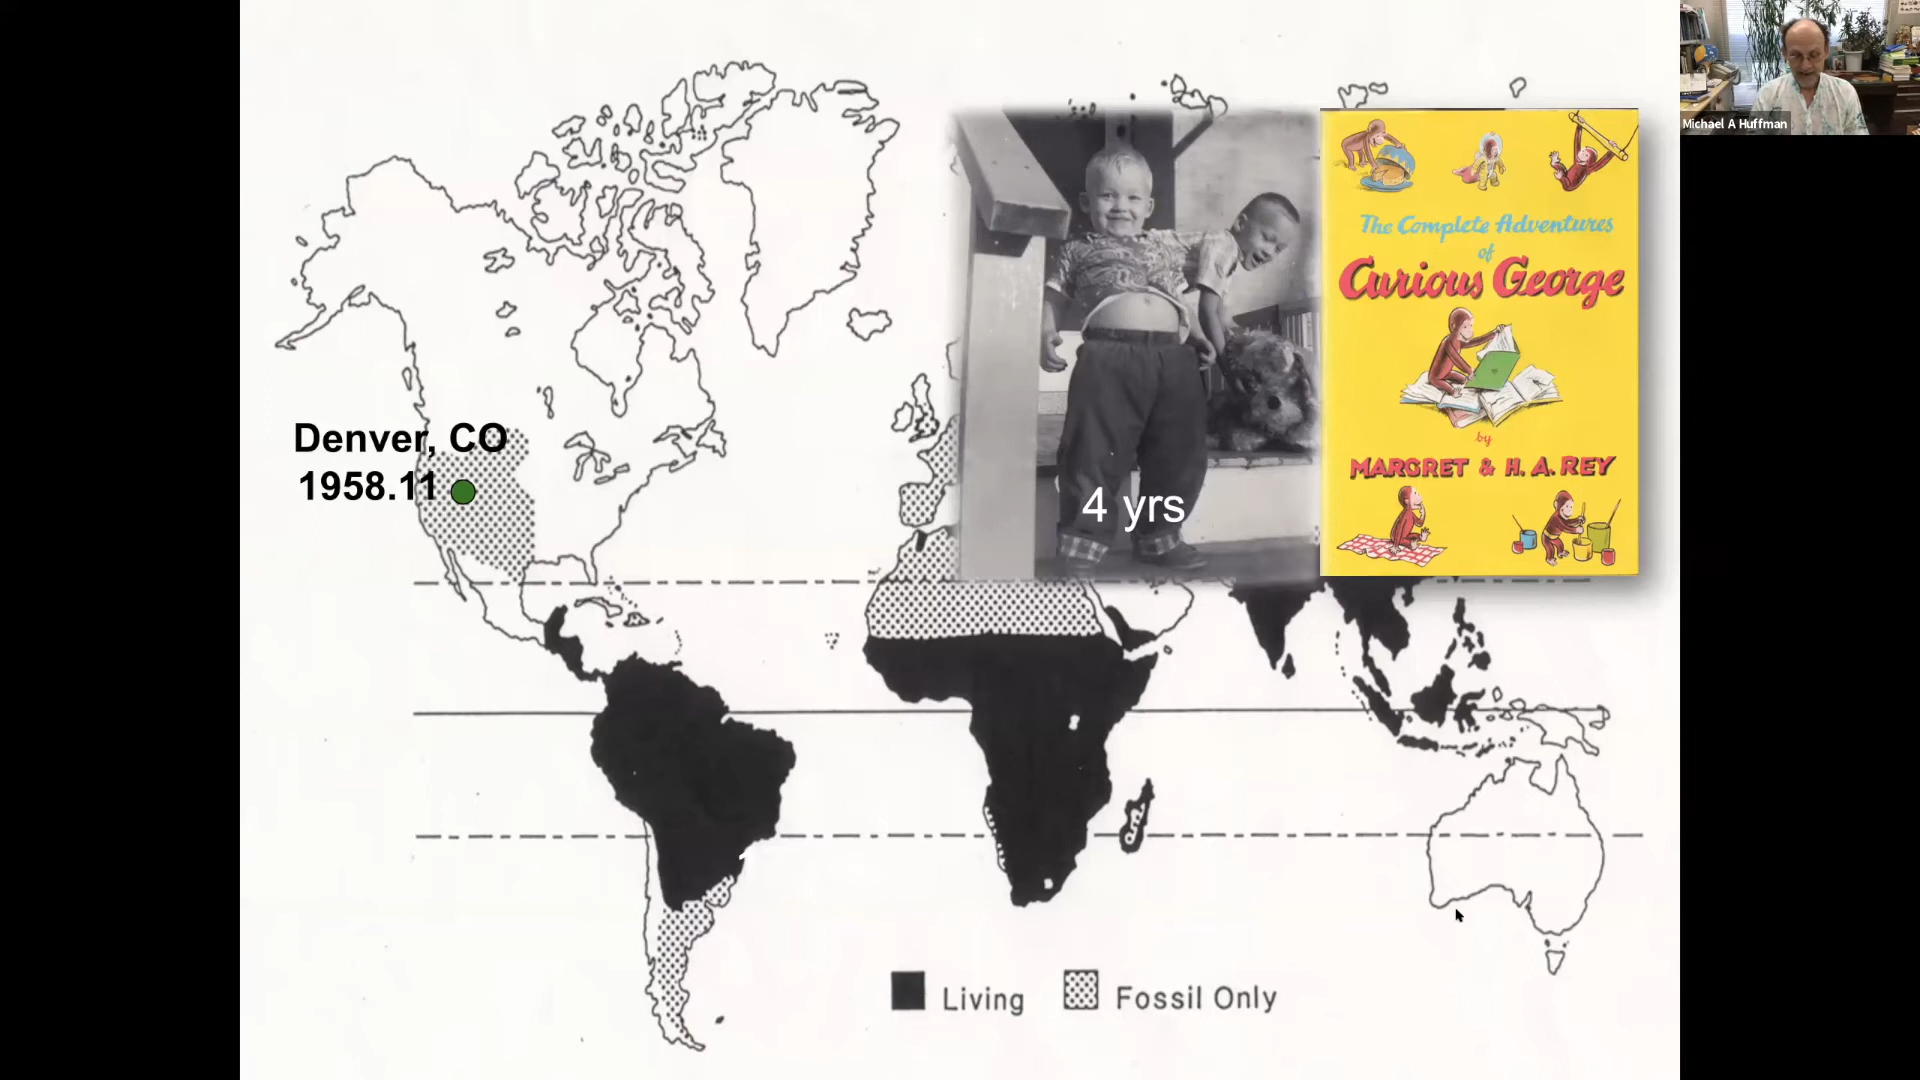 Michael A Huffman
The Complete Adventures
of
Curious George
by
MARGRET & H. A. REY
4 yrs
Denver, CO
1958.11
Living
Fossil Only